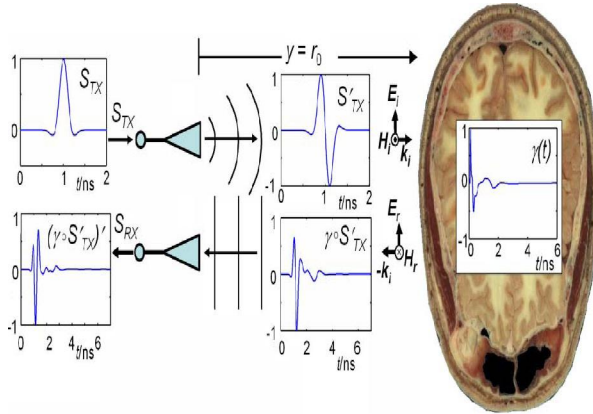 y = r₀
1
S_TX
0
0 1 2
t/ns
S_TX
1
S′_TX
0
-1
0 1 2
t/ns
E_i
H_i
k_i
1
γ(t)
0
-1
0 2 4 6
t/ns
1
(γ∘S′_TX)′
0
-1
0 2 4 6
t/ns
S_RX
1
γ∘S′_TX
0
-1
0 2 4 6
t/ns
E_r
-k_i
H_r